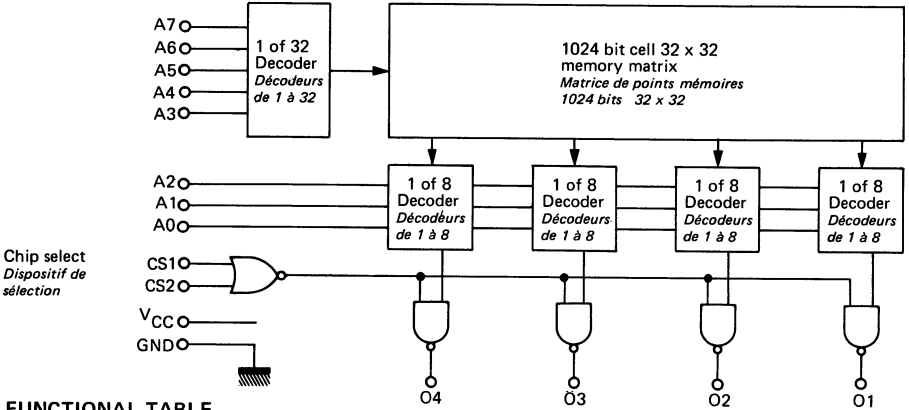 A7
A6
A5
A4
A3
1 of 32
Decoder
Décodeurs
de 1 à 32
1024 bit cell 32 x 32
memory matrix
Matrice de points mémoires
1024 bits 32 x 32
A2
A1
A0
1 of 8
Decoder
Décodeurs
de 1 à 8
1 of 8
Decoder
Décodeurs
de 1 à 8
1 of 8
Decoder
Décodeurs
de 1 à 8
1 of 8
Decoder
Décodeurs
de 1 à 8
Chip select
Dispositif de
sélection
CS1
CS2
VCC
GND
O4
O3
O2
O1
FUNCTIONAL TABLE